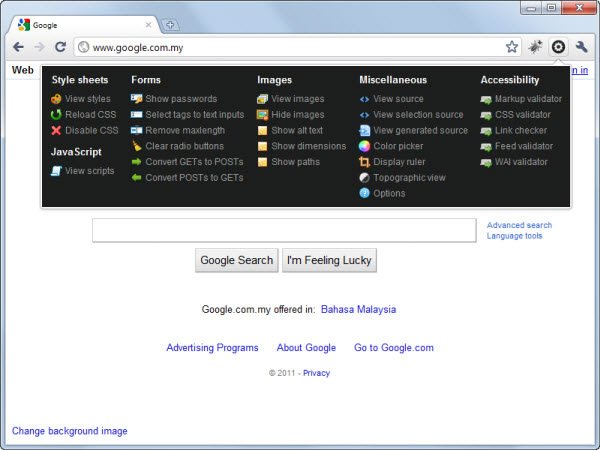 Google
www.google.com.my
Web
n in
Style sheets
View styles
Reload CSS
Disable CSS
JavaScript
View scripts
Forms
Show passwords
Select tags to text inputs
Remove maxlength
Clear radio buttons
Convert GETs to POSTs
Convert POSTs to GETs
Images
View images
Hide images
Show alt text
Show dimensions
Show paths
Miscellaneous
View source
View selection source
View generated source
Color picker
Display ruler
Topographic view
Options
Accessibility
Markup validator
CSS validator
Link checker
Feed validator
WAI validator
Advanced search
Language tools
Google Search I'm Feeling Lucky
Google.com.my offered in: Bahasa Malaysia
Advertising Programs About Google Go to Google.com
© 2011 - Privacy
Change background image